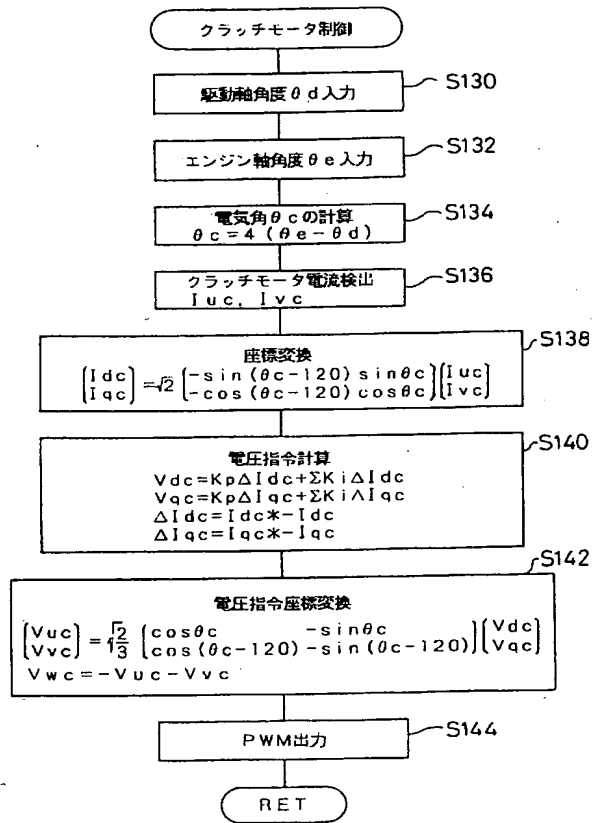 クラッチモータ制御
駆動軸角度θd入力
S130
エンジン軸角度θe入力
S132
電気角θcの計算
θc=4(θe-θd)
S134
クラッチモータ電流検出
Iuc, Ivc
S136
座標変換
[Idc] =√2 [-sin(θc-120) sinθc][Iuc]
[Iqc] [-cos(θc-120) cosθc][Ivc]
S138
電圧指令計算
Vdc=KpΔIdc+ΣKiΔIdc
Vqc=KpΔIqc+ΣKi∧Iqc
ΔIdc=Idc*-Idc
ΔIqc=Iqc*-Iqc
S140
電圧指令座標変換
[Vuc] =√2/3 [cosθc -sinθc][Vdc]
[Vvc] [cos(θc-120) -sin(θc-120)][Vqc]
Vwc=-Vuc-Vvc
S142
PWM出力
S144
RET